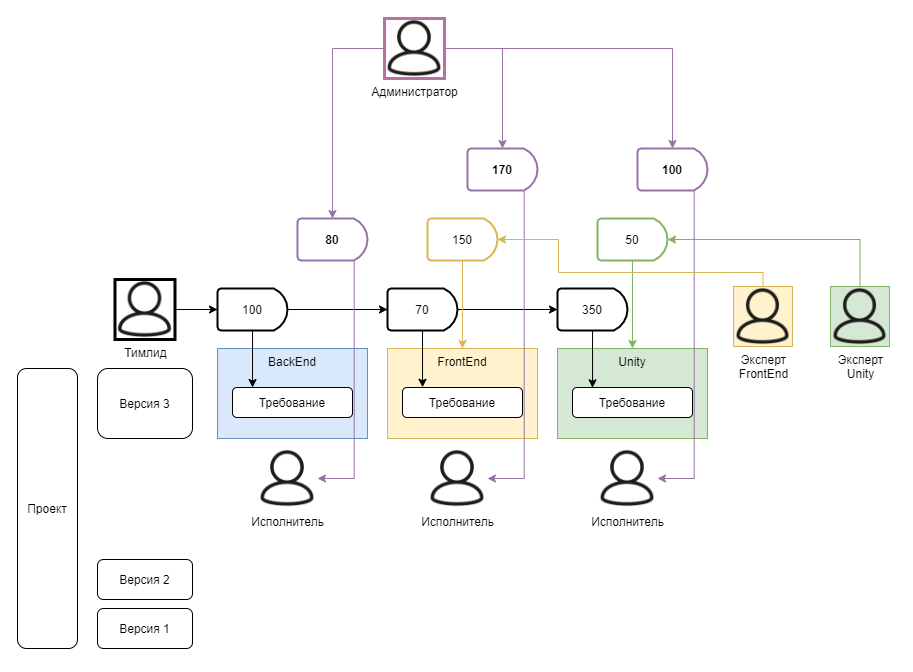 Администратор
170
100
80
150
50
100
70
350
Тимлид
Эксперт
FrontEnd
Эксперт
Unity
BackEnd
FrontEnd
Unity
Версия 3
Требование
Требование
Требование
Проект
Исполнитель
Исполнитель
Исполнитель
Версия 2
Версия 1